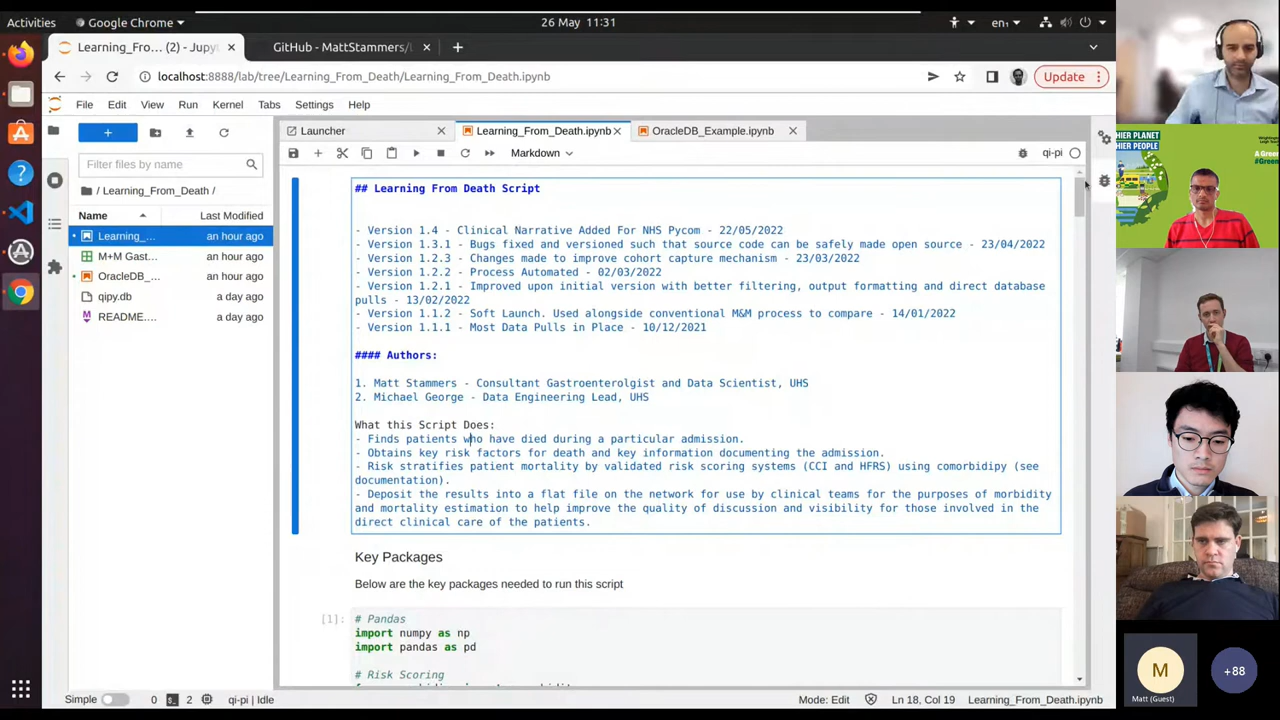 Activities
Google Chrome
26 May 11:31
en₁
Learning_From… (2) - Jupyt
GitHub - MattStammers/L
localhost:8888/lab/tree/Learning_From_Death/Learning_From_Death.ipynb
Update
File Edit View Run Kernel Tabs Settings Help
Launcher
Learning_From_Death.ipynb
OracleDB_Example.ipynb
Markdown
qi-pi
Filter files by name
/ Learning_From_Death /
Name Last Modified
Learning_... an hour ago
M+M Gast... an hour ago
OracleDB_... an hour ago
qipy.db a day ago
README.... a day ago
## Learning From Death Script
- Version 1.4 - Clinical Narrative Added For NHS Pycom - 22/05/2022
- Version 1.3.1 - Bugs fixed and versioned such that source code can be safely made open source - 23/04/2022
- Version 1.2.3 - Changes made to improve cohort capture mechanism - 23/03/2022
- Version 1.2.2 - Process Automated - 02/03/2022
- Version 1.2.1 - Improved upon initial version with better filtering, output formatting and direct database
pulls - 13/02/2022
- Version 1.1.2 - Soft Launch. Used alongside conventional M&M process to compare - 14/01/2022
- Version 1.1.1 - Most Data Pulls in Place - 10/12/2021
#### Authors:
1. Matt Stammers - Consultant Gastroenterolgist and Data Scientist, UHS
2. Michael George - Data Engineering Lead, UHS
What this Script Does:
- Finds patients who have died during a particular admission.
- Obtains key risk factors for death and key information documenting the admission.
- Risk stratifies patient mortality by validated risk scoring systems (CCI and HFRS) using comorbidipy (see
documentation).
- Deposit the results into a flat file on the network for use by clinical teams for the purposes of morbidity
and mortality estimation to help improve the quality of discussion and visibility for those involved in the
direct clinical care of the patients.
Key Packages
Below are the key packages needed to run this script
[1]:
# Pandas
import numpy as np
import pandas as pd
# Risk Scoring
Simple 0 2 qi-pi | Idle
Mode: Edit Ln 18, Col 19 Learning_From_Death.ipynb
HIER PLANET
HIER PEOPLE
A Green
#Green
M
Matt (Guest)
+88